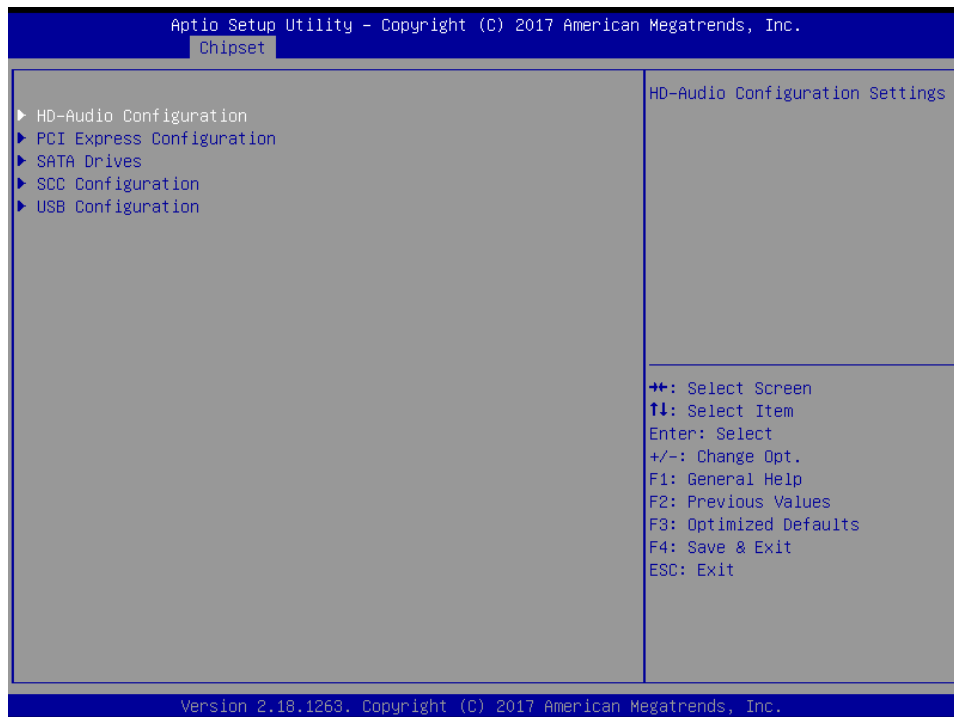 Aptio Setup Utility – Copyright (C) 2017 American Megatrends, Inc.
Chipset
▶ HD-Audio Configuration
▶ PCI Express Configuration
▶ SATA Drives
▶ SCC Configuration
▶ USB Configuration
HD-Audio Configuration Settings
→←: Select Screen
↑↓: Select Item
Enter: Select
+/-: Change Opt.
F1: General Help
F2: Previous Values
F3: Optimized Defaults
F4: Save & Exit
ESC: Exit
Version 2.18.1263. Copyright (C) 2017 American Megatrends, Inc.